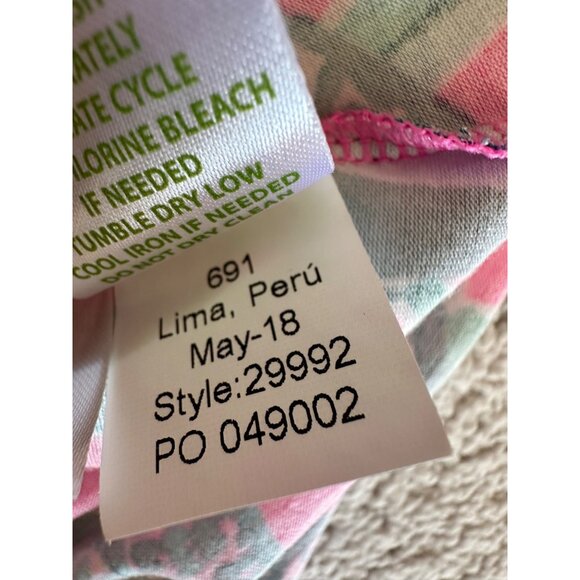 ATELY
ATE CYCLE
LORINE BLEACH
IF NEEDED
TUMBLE DRY LOW
COOL IRON IF NEEDED
DO NOT DRY CLEAN
691
Lima, Perú
May-18
Style:29992
PO 049002